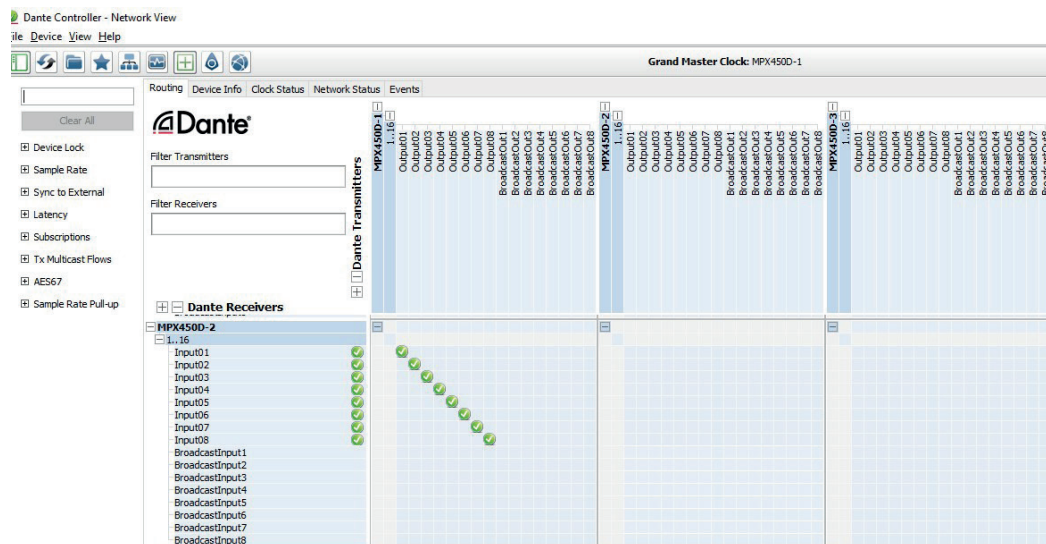 Dante Controller - Network View
ile Device View Help
Grand Master Clock: MPX450D-1
Routing Device Info Clock Status Network Status Events
Clear All
Device Lock
Sample Rate
Sync to External
Latency
Subscriptions
Tx Multicast Flows
AES67
Sample Rate Pull-up
Dante
Filter Transmitters
Filter Receivers
Dante Transmitters
Dante Receivers
MPX450D-1
1..16
Output01
Output02
Output03
Output04
Output05
Output06
Output07
Output08
BroadcastOut1
BroadcastOut2
BroadcastOut3
BroadcastOut4
BroadcastOut5
BroadcastOut6
BroadcastOut7
BroadcastOut8
MPX450D-2
1..16
Output01
Output02
Output03
Output04
Output05
Output06
Output07
Output08
BroadcastOut1
BroadcastOut2
BroadcastOut3
BroadcastOut4
BroadcastOut5
BroadcastOut6
BroadcastOut7
BroadcastOut8
MPX450D-3
1..16
Output01
Output02
Output03
Output04
Output05
Output06
Output07
Output08
BroadcastOut1
BroadcastOut2
BroadcastOut3
BroadcastOut4
BroadcastOut5
BroadcastOut6
BroadcastOut7
MPX450D-2
1..16
Input01
Input02
Input03
Input04
Input05
Input06
Input07
Input08
BroadcastInput1
BroadcastInput2
BroadcastInput3
BroadcastInput4
BroadcastInput5
BroadcastInput6
BroadcastInput7
BroadcastInput8